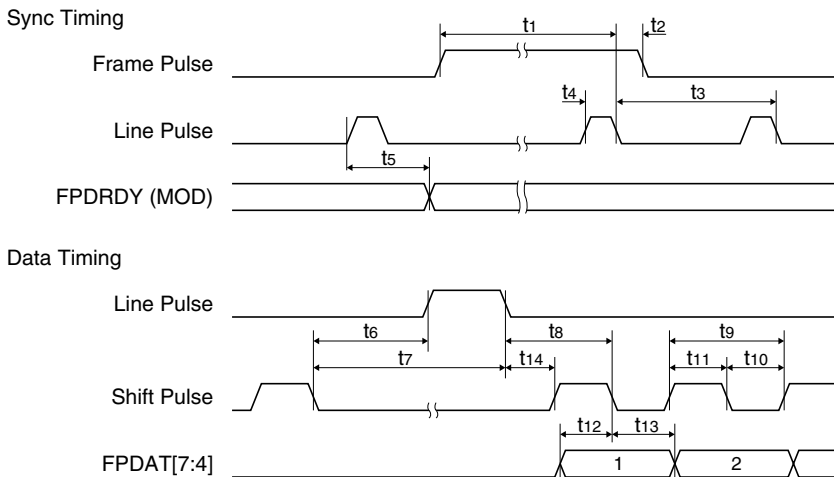 Sync Timing
t1 t2
Frame Pulse
t4 t3
Line Pulse
t5
FPDRDY (MOD)
Data Timing
Line Pulse
t6 t8 t9
t7 t14 t11 t10
Shift Pulse
t12 t13
FPDAT[7:4] 1 2